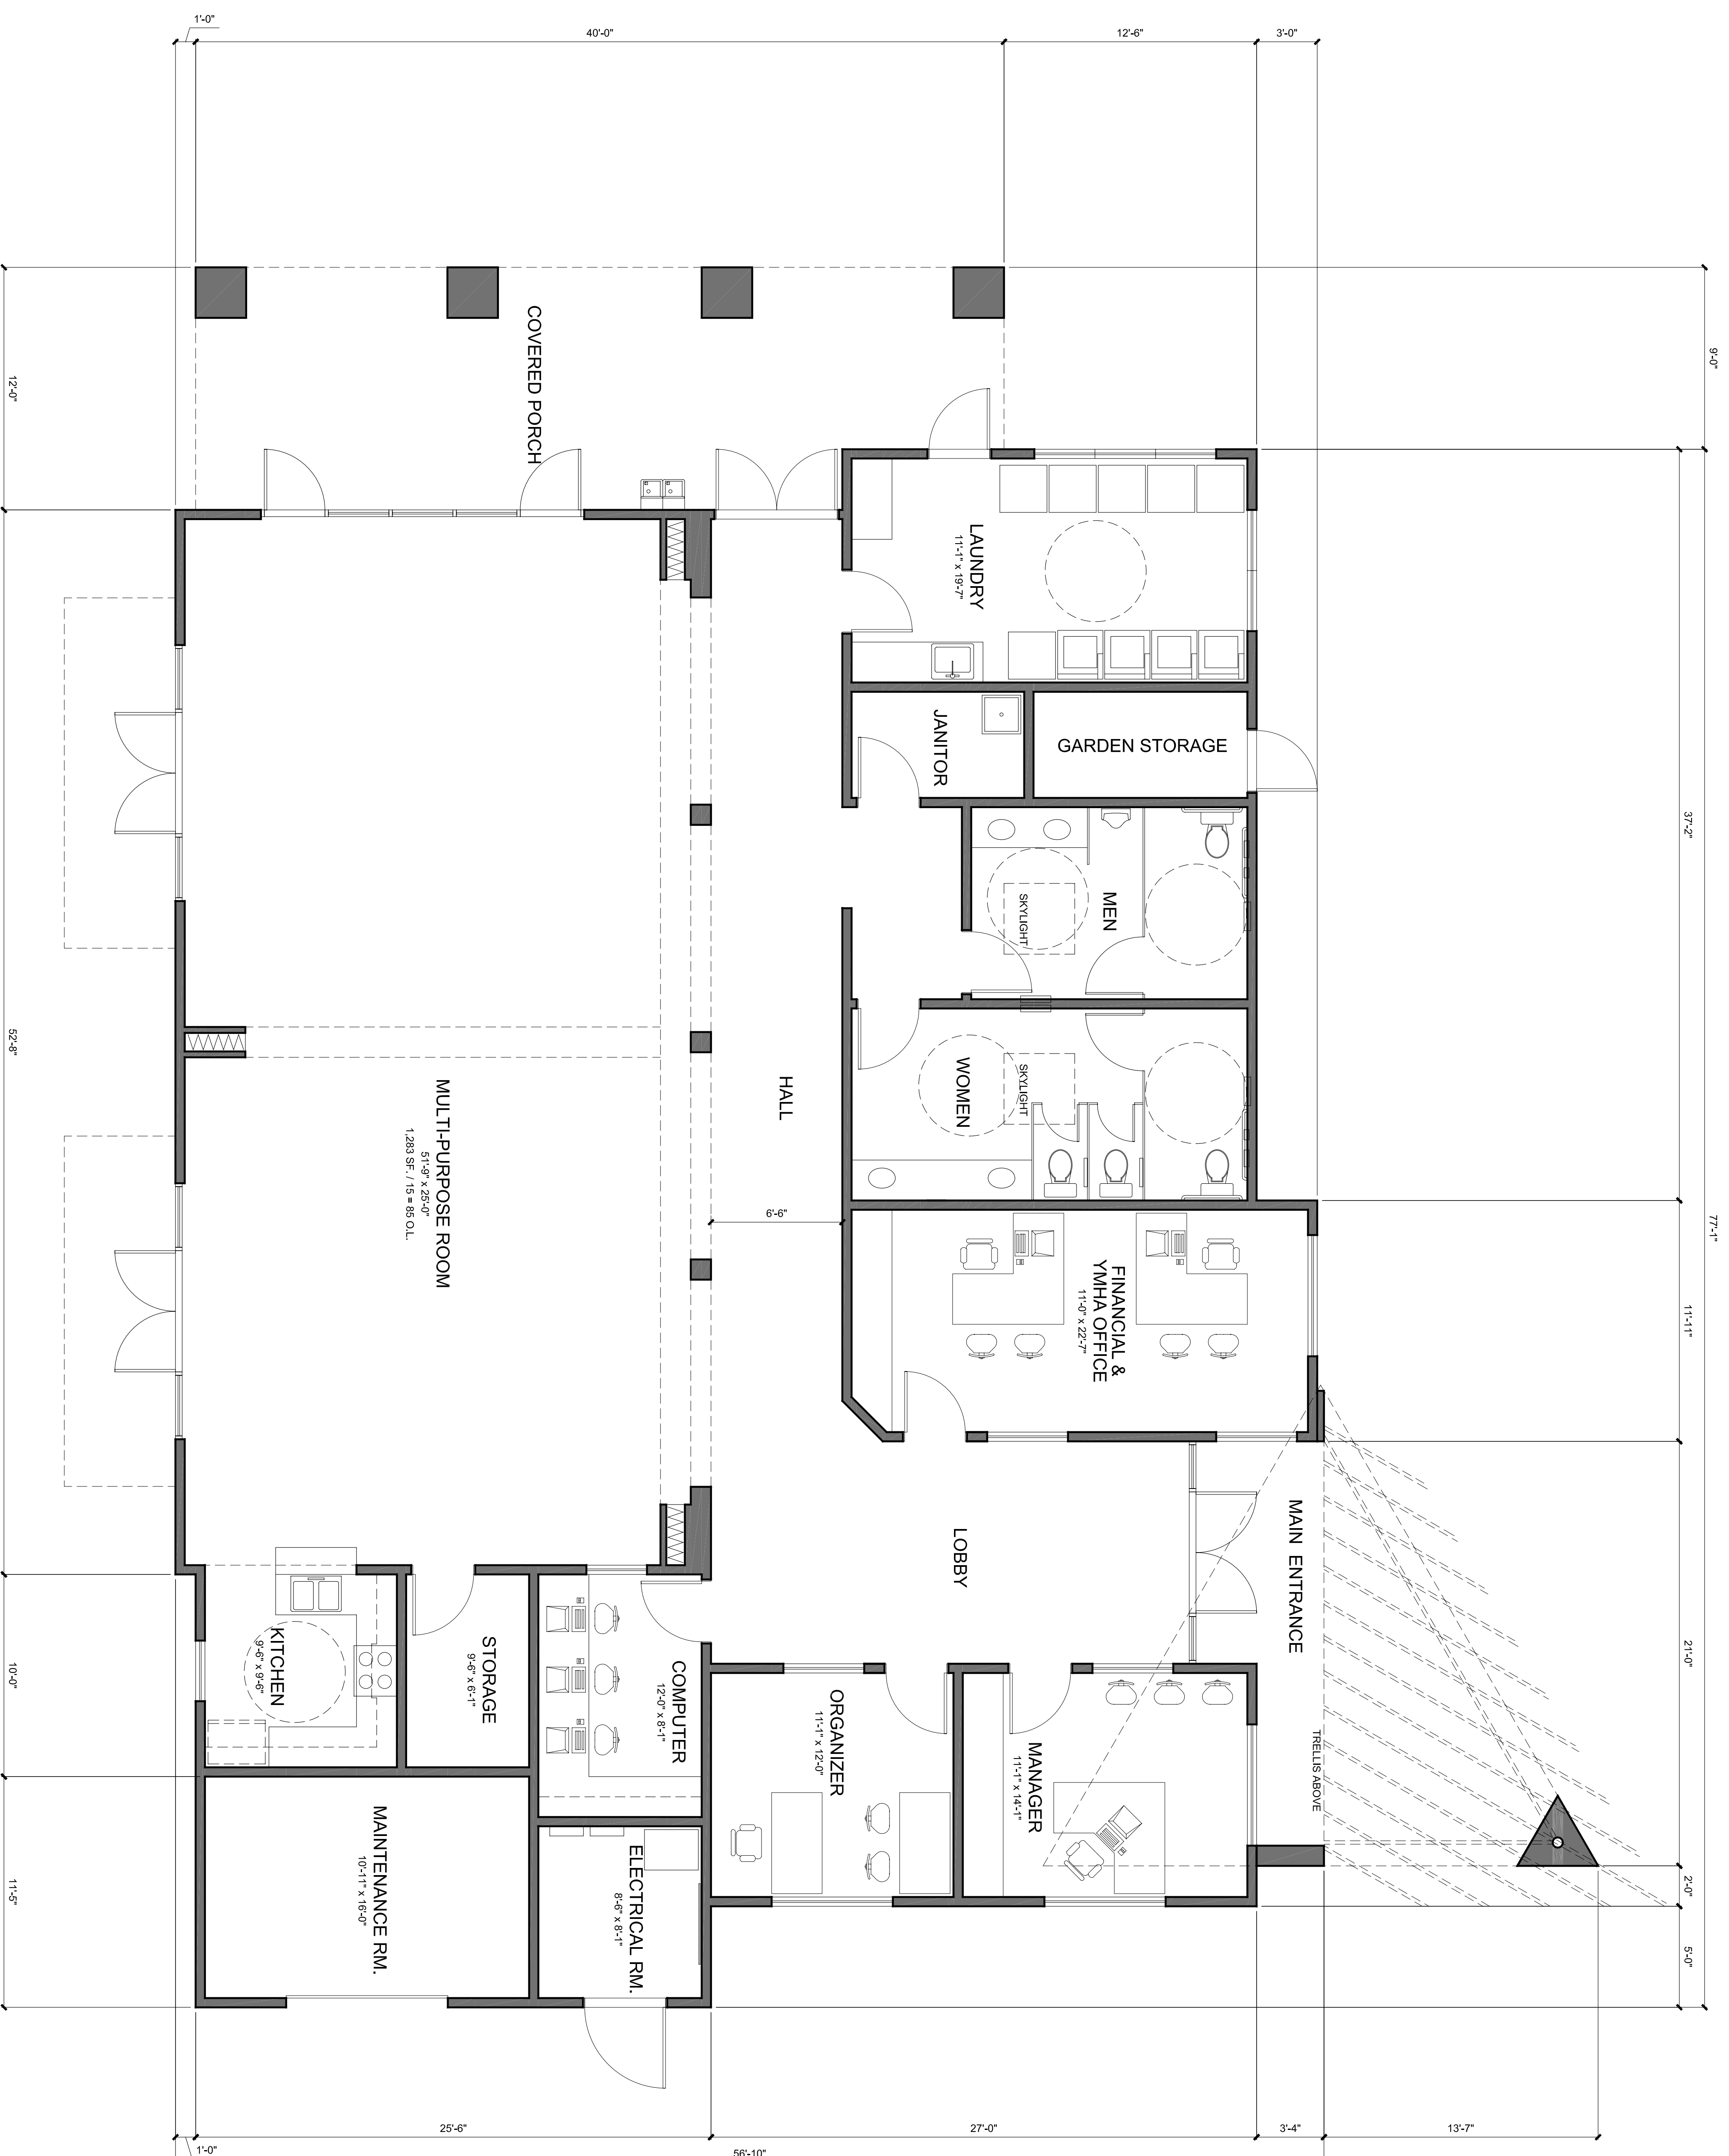 1'-0"
40'-0"
12'-6"
3'-0"
9'-0"
12'-0"
COVERED PORCH
LAUNDRY
11'-1" x 19'-7"
JANITOR
GARDEN STORAGE
37'-2"
MEN
SKYLIGHT
WOMEN
SKYLIGHT
HALL
52'-8"
MULTI-PURPOSE ROOM
51'-9" x 25'-0"
1,283 SF. / 15 = 85 O.L.
6'-6"
77'-1"
FINANCIAL &
YMHA OFFICE
11'-0" x 22'-7"
11'-11"
MAIN ENTRANCE
LOBBY
21'-0"
KITCHEN
9'-6" x 9'-6"
STORAGE
9'-6" x 6'-1"
COMPUTER
12'-0" x 8'-1"
ORGANIZER
11'-1" x 12'-0"
MANAGER
11'-1" x 14'-1"
TRELLIS ABOVE
10'-0"
MAINTENANCE RM.
10'-11" x 16'-0"
ELECTRICAL RM.
8'-6" x 8'-1"
11'-5"
2'-0"
5'-0"
25'-6"
27'-0"
3'-4"
13'-7"
1'-0"
56'-10"